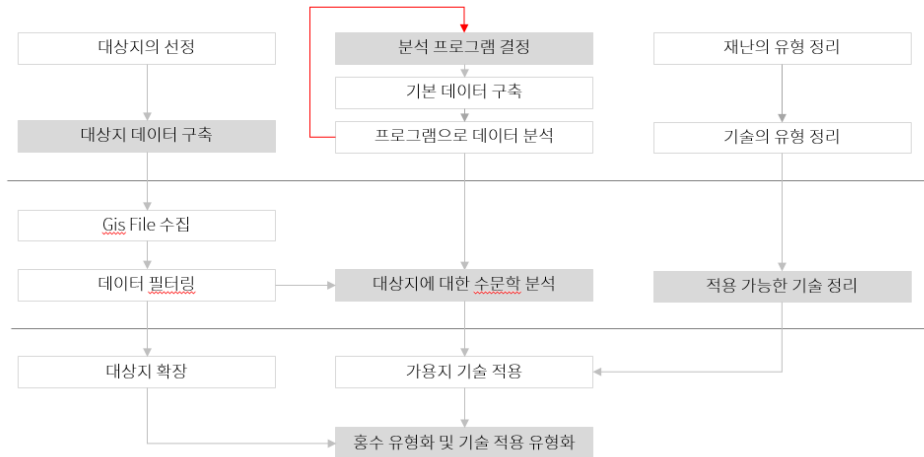 대상지의 선정
분석 프로그램 결정
재난의 유형 정리
기본 데이터 구축
대상지 데이터 구축
프로그램으로 데이터 분석
기술의 유형 정리
Gis File 수집
데이터 필터링
대상지에 대한 수문학 분석
적용 가능한 기술 정리
대상지 확장
가용지 기술 적용
홍수 유형화 및 기술 적용 유형화